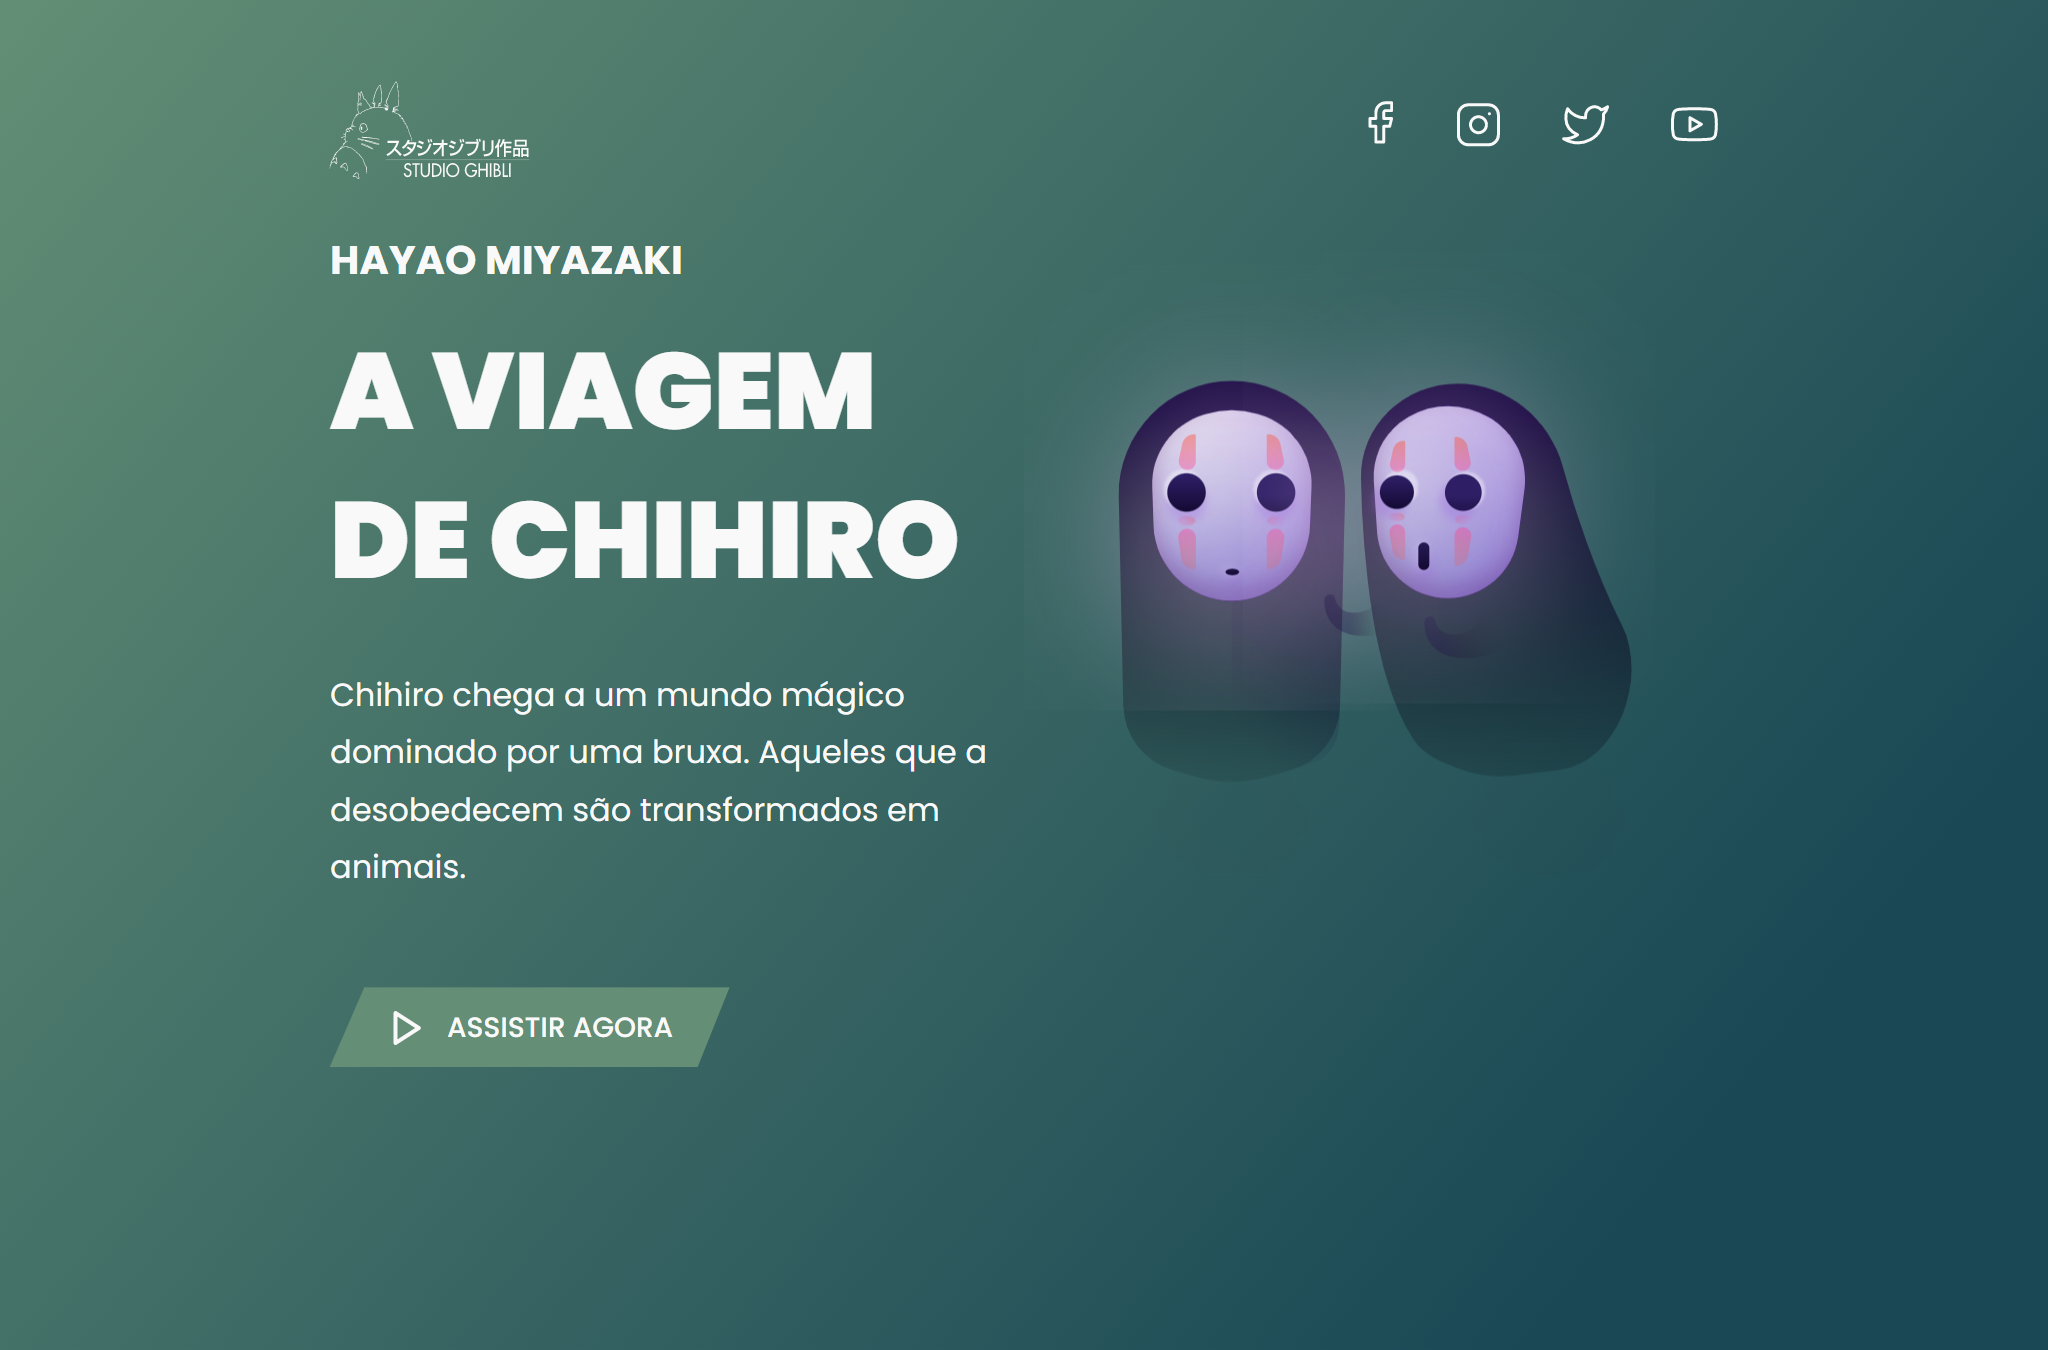 スタジオジブリ作品
STUDIO GHIBLI
HAYAO MIYAZAKI
A VIAGEM
DE CHIHIRO
Chihiro chega a um mundo mágico
dominado por uma bruxa. Aqueles que a
desobedecem são transformados em
animais.
ASSISTIR AGORA